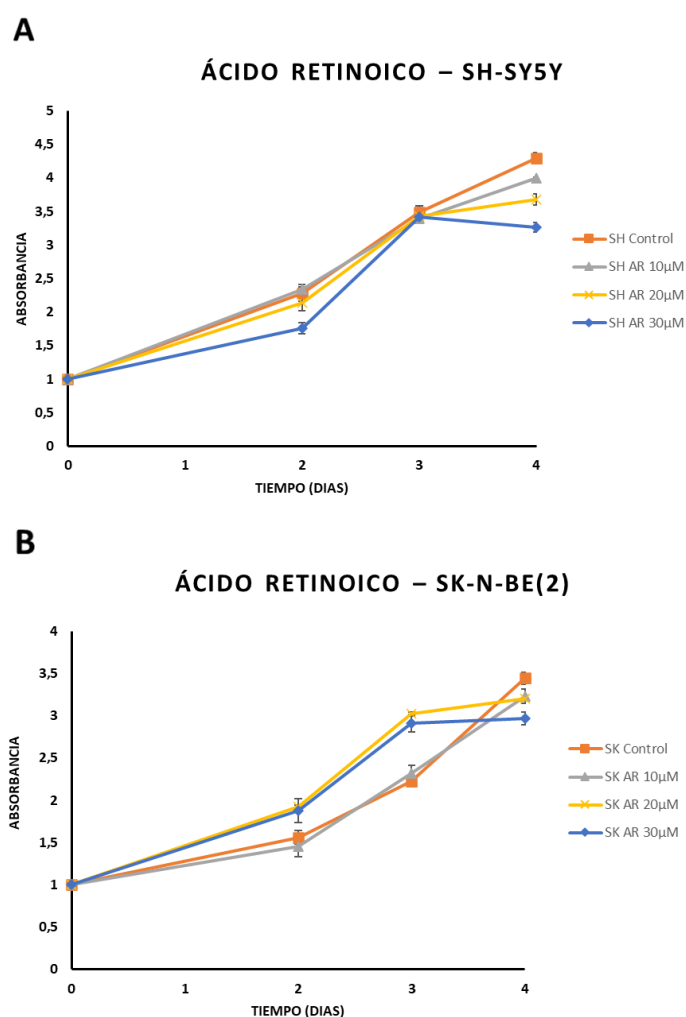 A
ÁCIDO RETINOICO – SH-SY5Y
5
4,5
4
3,5
3
2,5
2
1,5
1
0,5
0
ABSORBANCIA
0 1 2 3 4
TIEMPO (DIAS)
SH Control
SH AR 10µM
SH AR 20µM
SH AR 30µM
B
ÁCIDO RETINOICO – SK-N-BE(2)
4
3,5
3
2,5
2
1,5
1
0,5
0
ABSORBANCIA
0 1 2 3 4
TIEMPO (DIAS)
SK Control
SK AR 10µM
SK AR 20µM
SK AR 30µM